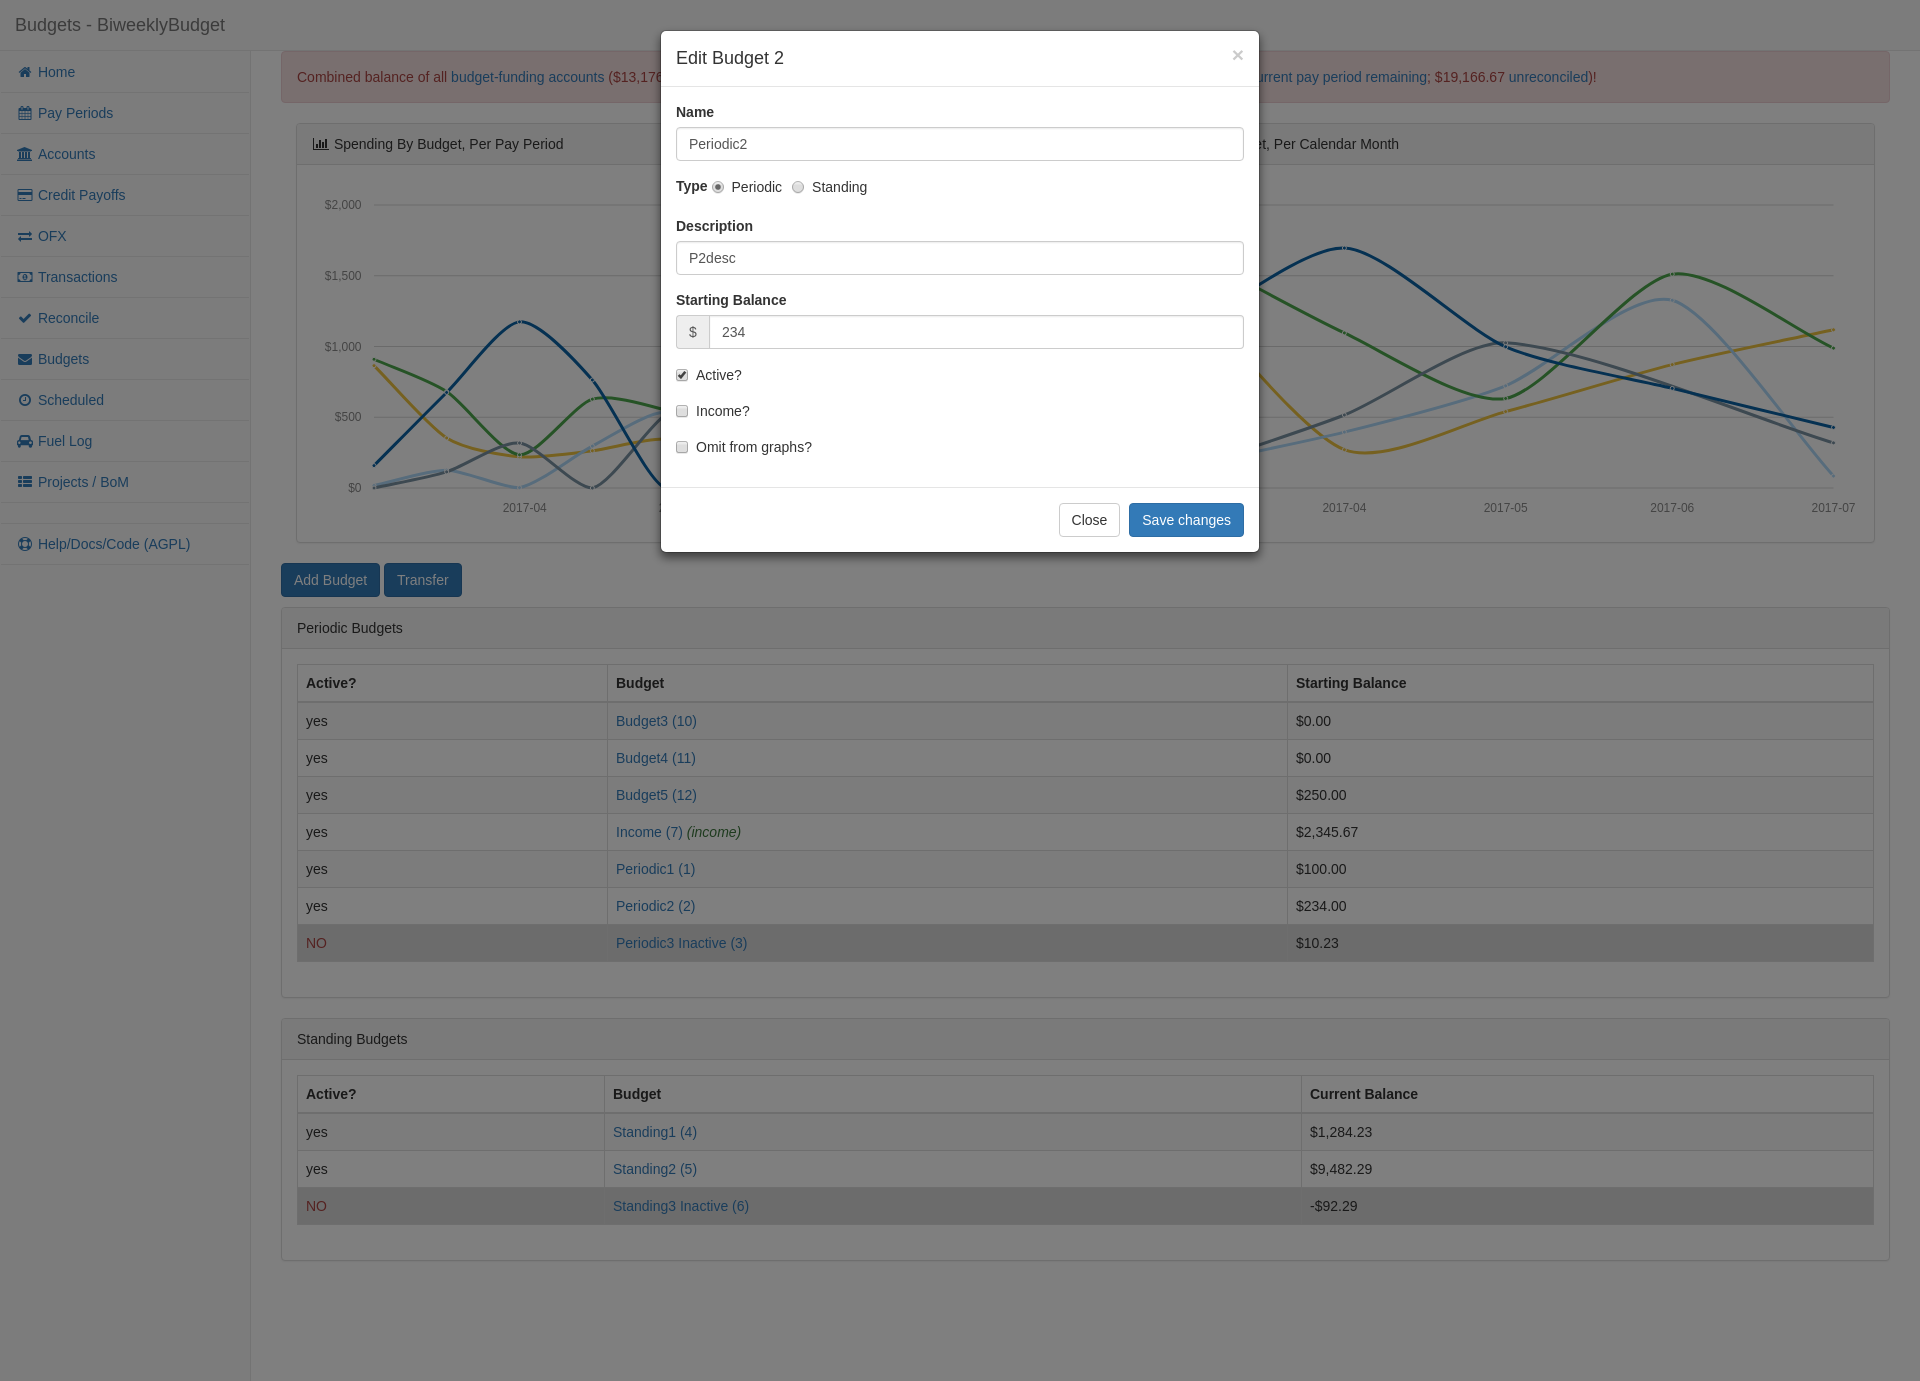 Budgets - BiweeklyBudget
Home
Pay Periods
Accounts
Credit Payoffs
OFX
Transactions
Reconcile
Budgets
Scheduled
Fuel Log
Projects / BoM
Help/Docs/Code (AGPL)
Combined balance of all budget-funding accounts pay period remaining; $19,166.67 unreconciled)!
Spending By Budget, Per Pay Period
Per Calendar Month
$2,000
$1,500
$1,000
$500
$0
2017-04
2017-04 2017-05 2017-06 2017-07
Edit Budget 2 ×
Name
Periodic2
Type Periodic Standing
Description
P2desc
Starting Balance
$ 234
Active?
Income?
Omit from graphs?
Close Save changes
Add Budget Transfer
Periodic Budgets
Active? Budget Starting Balance
yes Budget3 (10) $0.00
yes Budget4 (11) $0.00
yes Budget5 (12) $250.00
yes Income (7) (income) $2,345.67
yes Periodic1 (1) $100.00
yes Periodic2 (2) $234.00
NO Periodic3 Inactive (3) $10.23
Standing Budgets
Active? Budget Current Balance
yes Standing1 (4) $1,284.23
yes Standing2 (5) $9,482.29
NO Standing3 Inactive (6) -$92.29